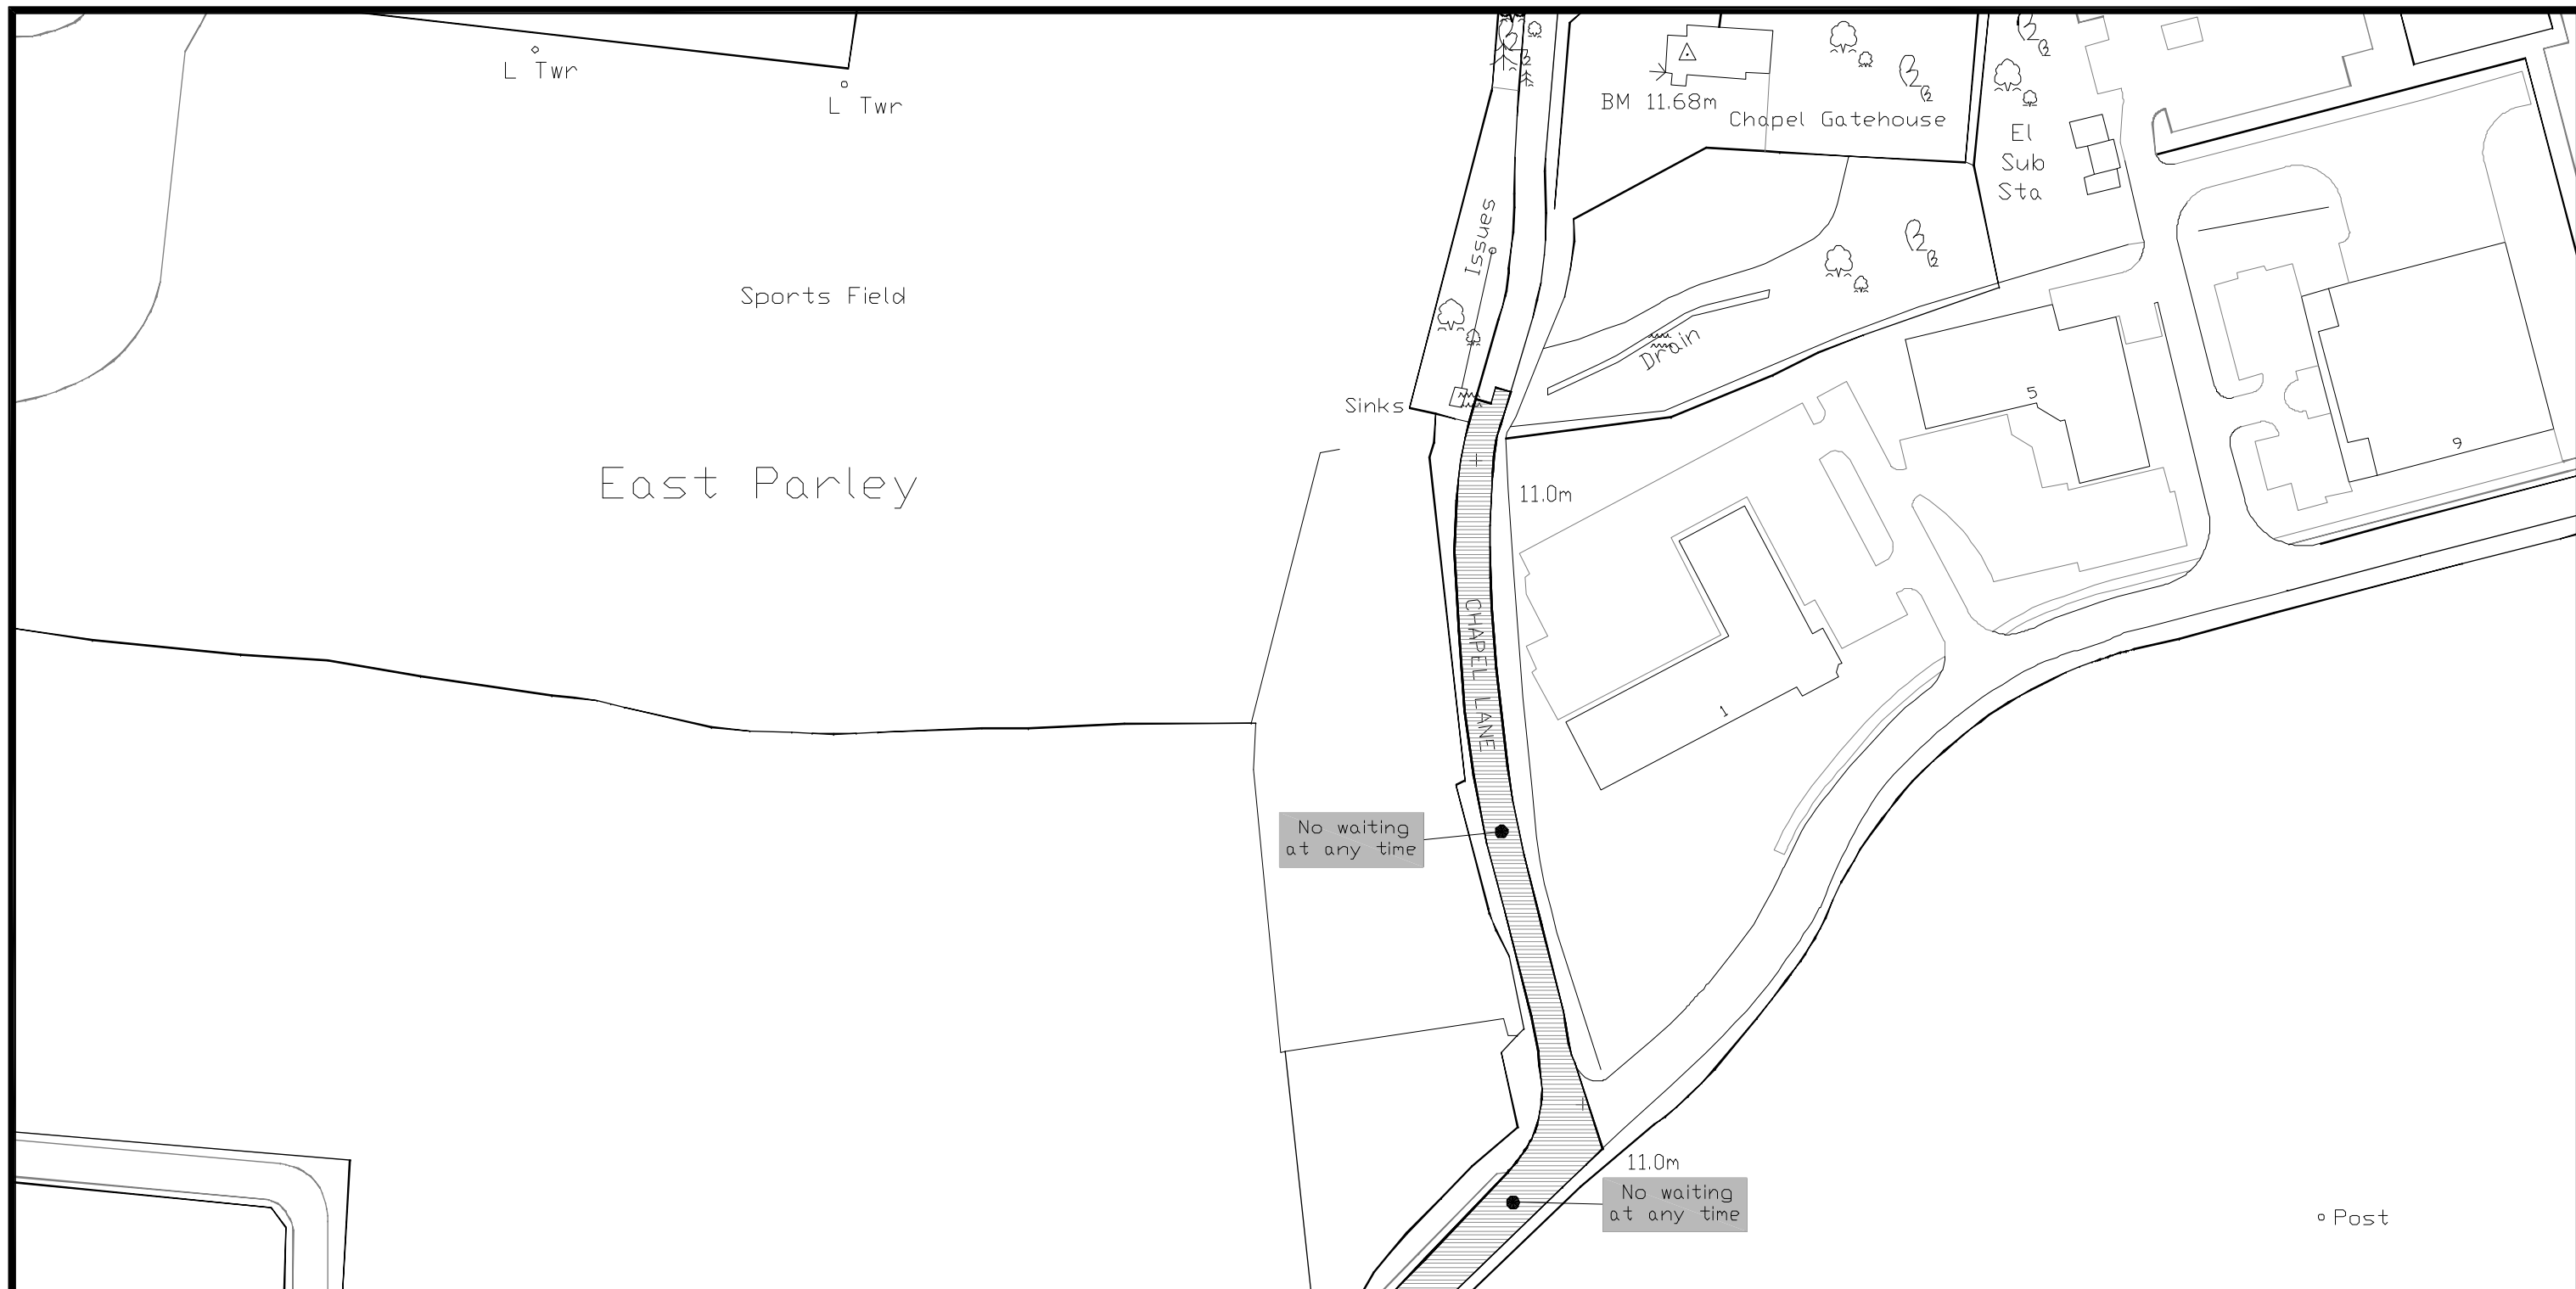 L Twr
L Twr
BM 11.68m
Chapel Gatehouse
El
Sub
Sta
Issues
Sports Field
Drain
Sinks
5
9
East Parley
11.0m
CHAPEL LANE
1
No waiting
at any time
11.0m
No waiting
at any time
Post